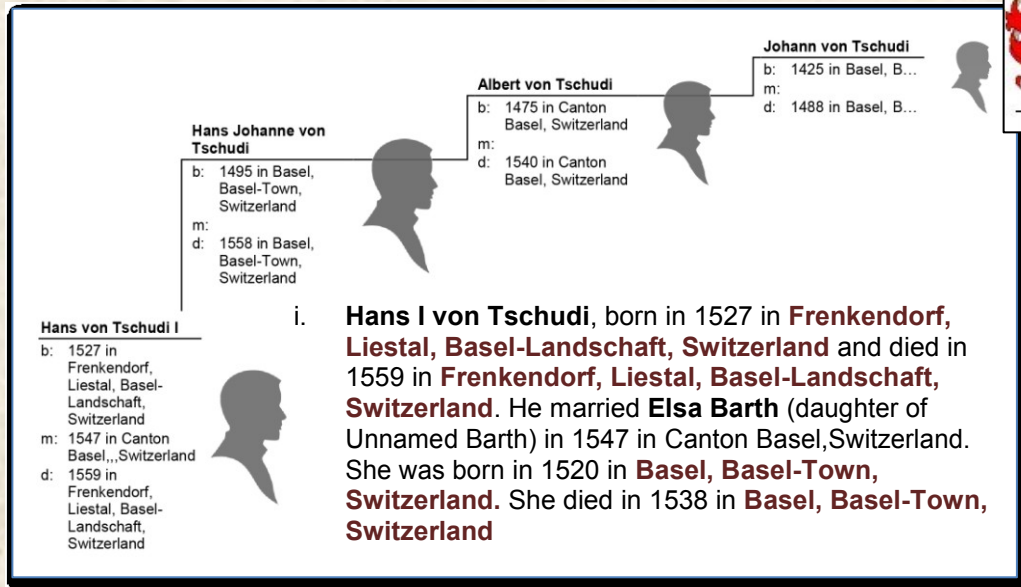 Johann von Tschudi
b: 1425 in Basel, B...
m:
d: 1488 in Basel, B...
Albert von Tschudi
b: 1475 in Canton
Basel, Switzerland
m:
d: 1540 in Canton
Basel, Switzerland
Hans Johanne von
Tschudi
b: 1495 in Basel,
Basel-Town,
Switzerland
m:
d: 1558 in Basel,
Basel-Town,
Switzerland
Hans von Tschudi I
b: 1527 in
Frenkendorf,
Liestal, Basel-
Landschaft,
Switzerland
m: 1547 in Canton
Basel,,,Switzerland
d: 1559 in
Frenkendorf,
Liestal, Basel-
Landschaft,
Switzerland
i. Hans I von Tschudi, born in 1527 in Frenkendorf,
Liestal, Basel-Landschaft, Switzerland and died in
1559 in Frenkendorf, Liestal, Basel-Landschaft,
Switzerland. He married Elsa Barth (daughter of
Unnamed Barth) in 1547 in Canton Basel,Switzerland.
She was born in 1520 in Basel, Basel-Town,
Switzerland. She died in 1538 in Basel, Basel-Town,
Switzerland